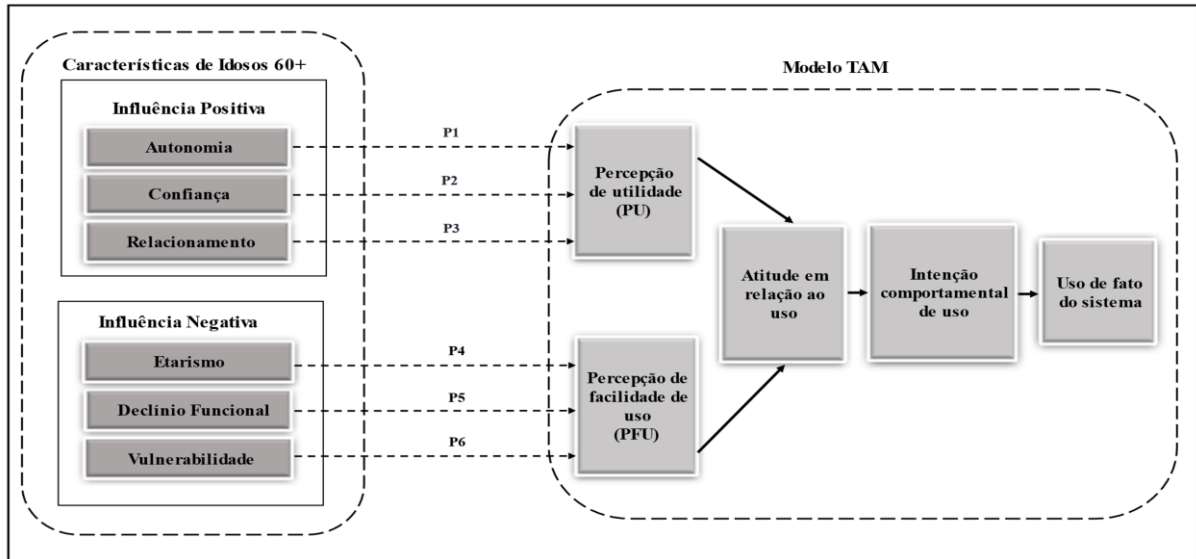 Características de Idosos 60+
Influência Positiva
Autonomia
Confiança
Relacionamento
Influência Negativa
Etarismo
Declínio Funcional
Vulnerabilidade
P1
P2
P3
P4
P5
P6
Modelo TAM
Percepção
de utilidade
(PU)
Percepção de
facilidade de
uso
(PFU)
Atitude em
relação ao
uso
Intenção
comportamental
de uso
Uso de fato
do sistema